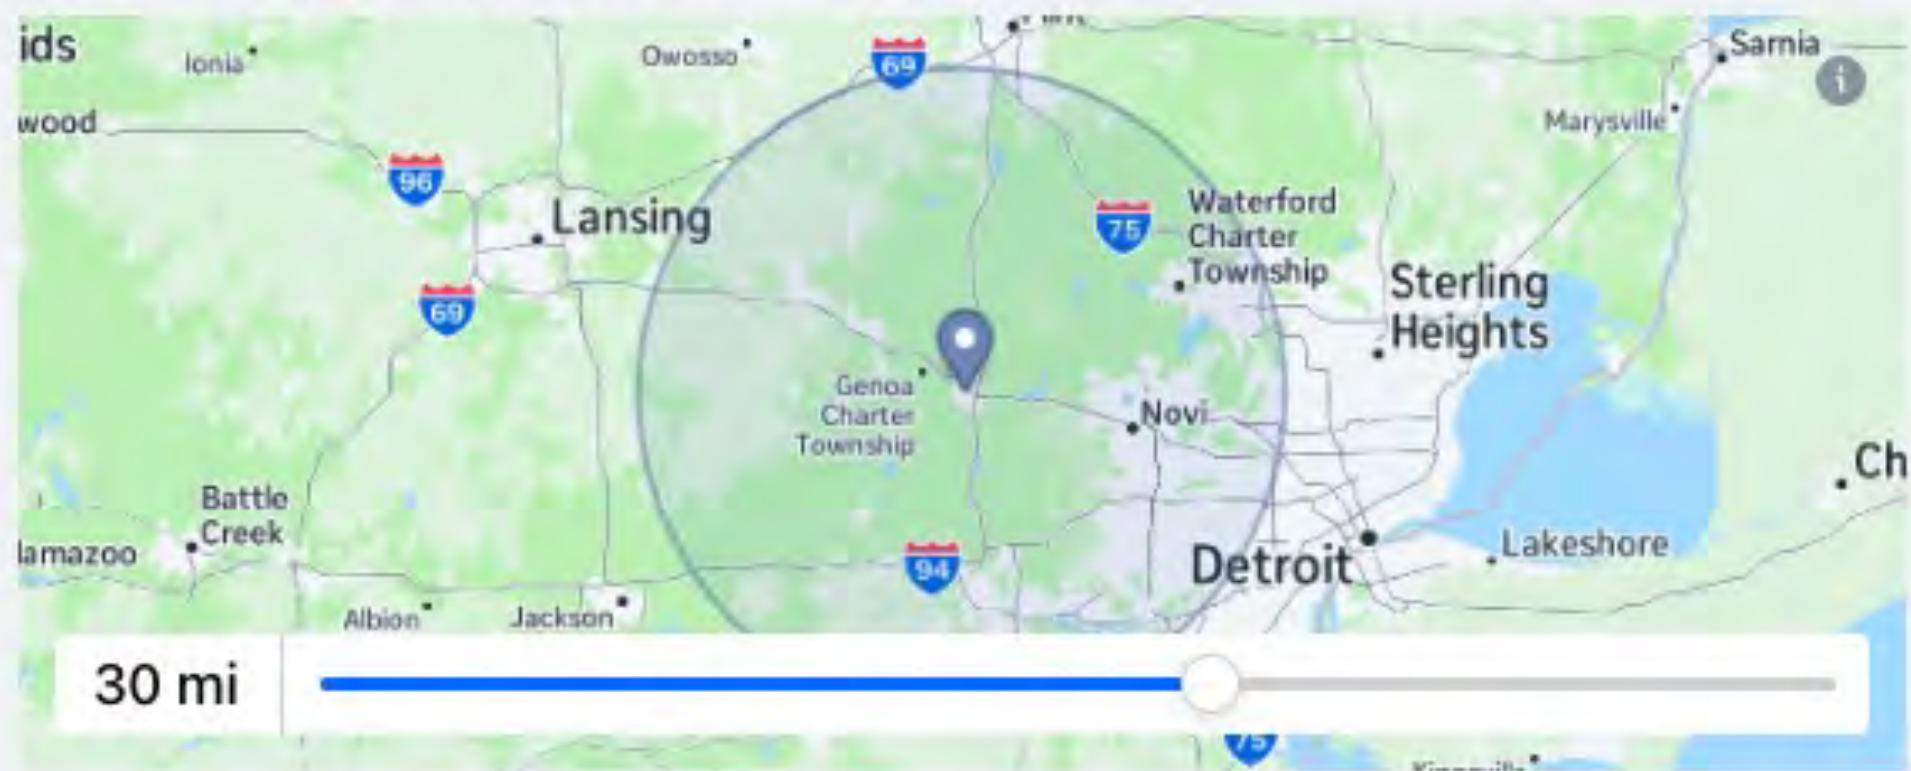 ids
Ionia
Owosso
69
Sarnia
i
wood
Marysville
96
Lansing
75
Waterford
Charter
Township
69
Sterling
Heights
Genoa
Charter
Township
Novi
Battle
Creek
Ch
lamazoo
94
Detroit
Lakeshore
Albion
Jackson
30 mi
75